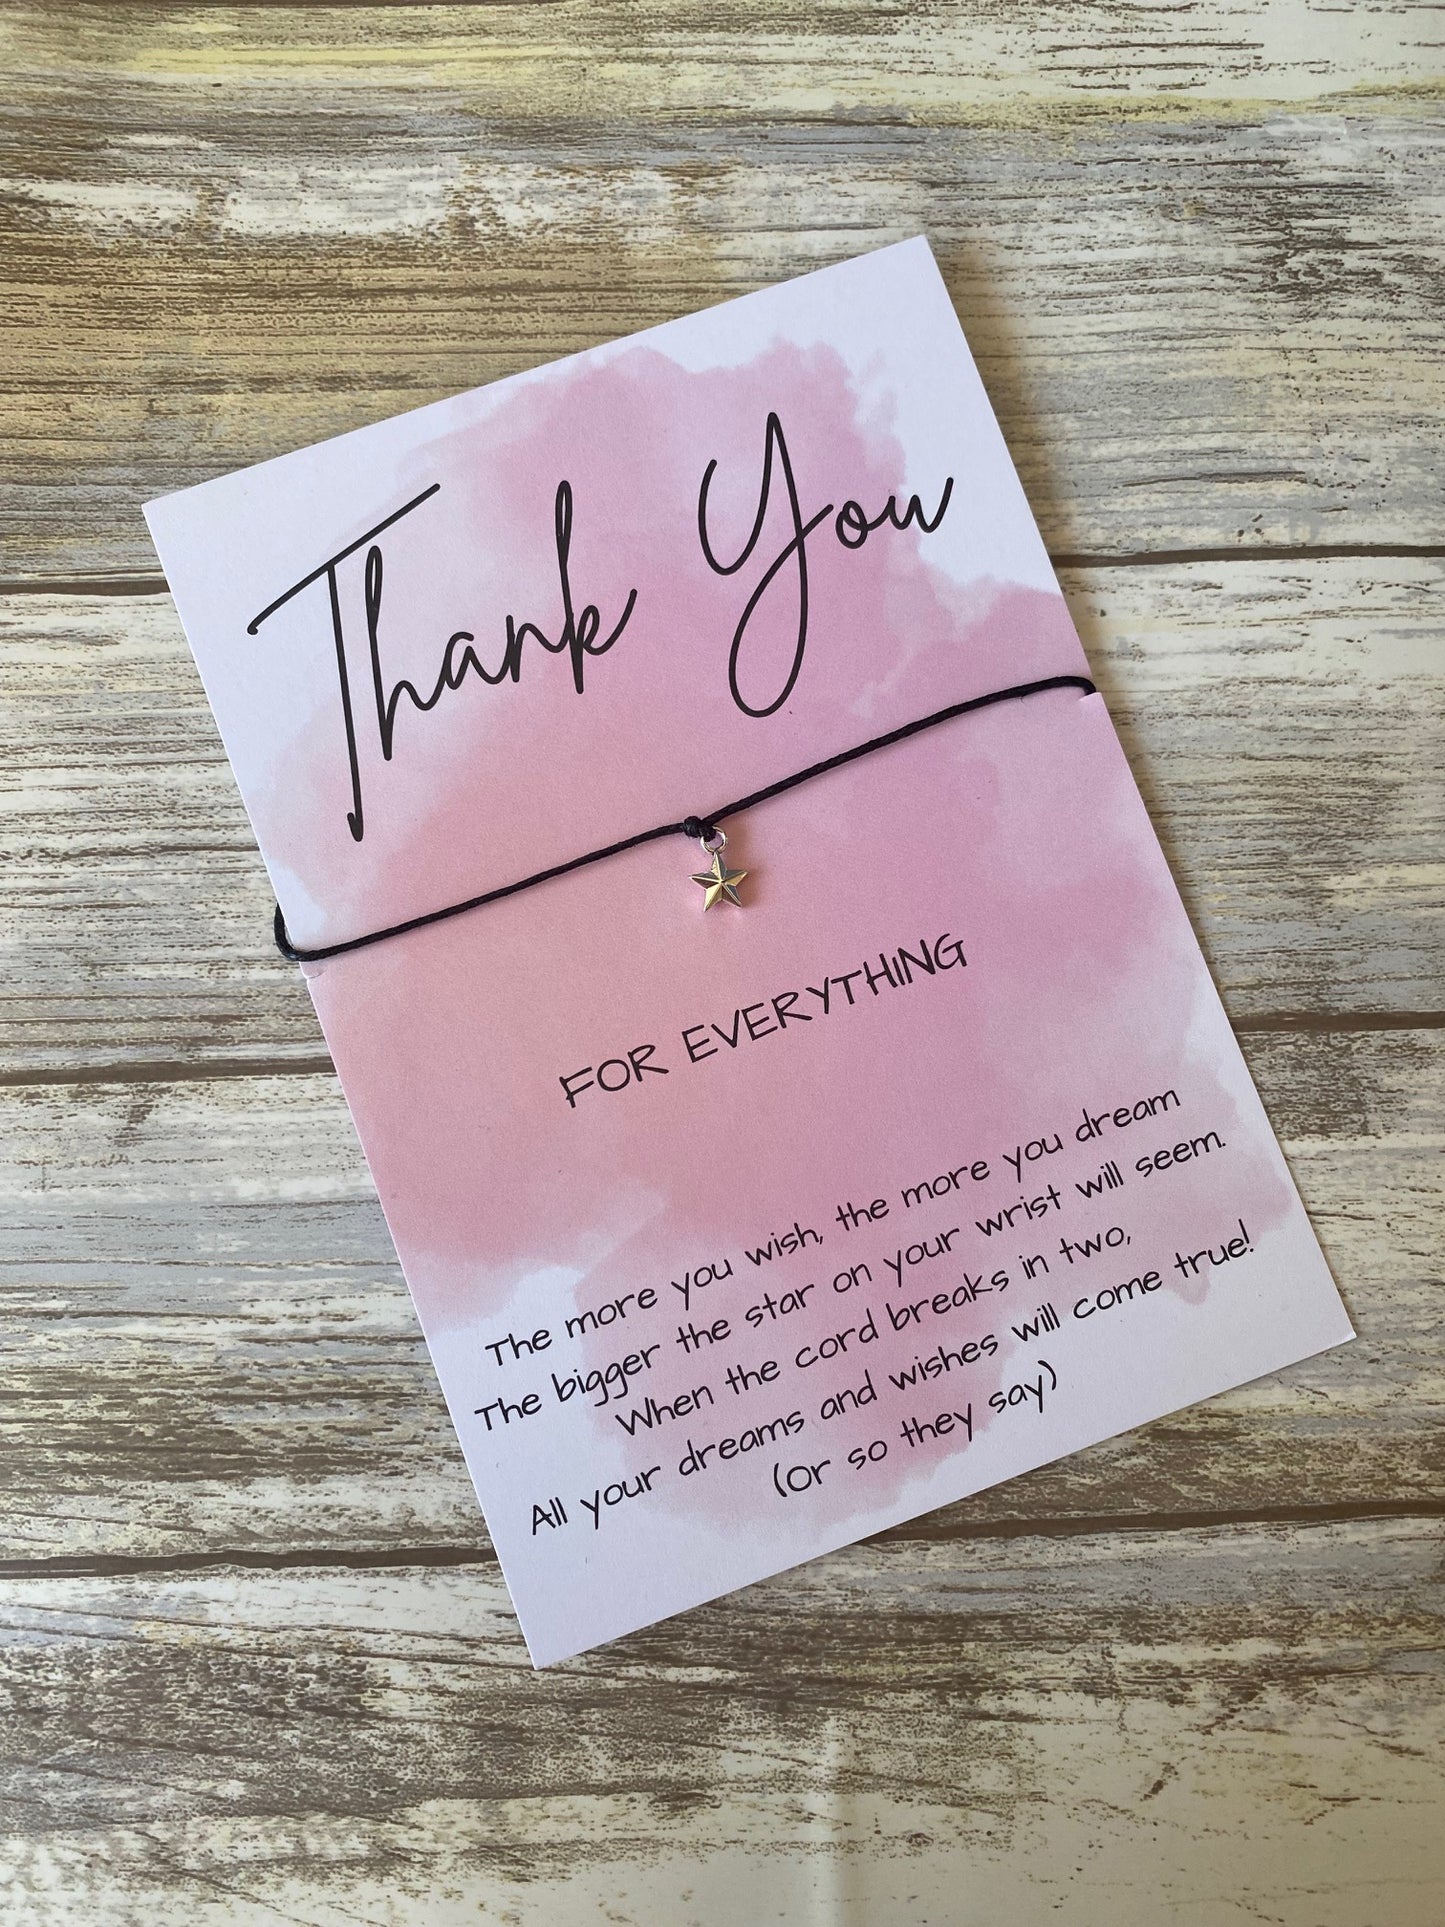 Thank You
FOR EVERYTHING
The more you wish, the more you dream
The bigger the star on your wrist will seem.
When the cord breaks in two,
All your dreams and wishes will come true!
(Or so they say)